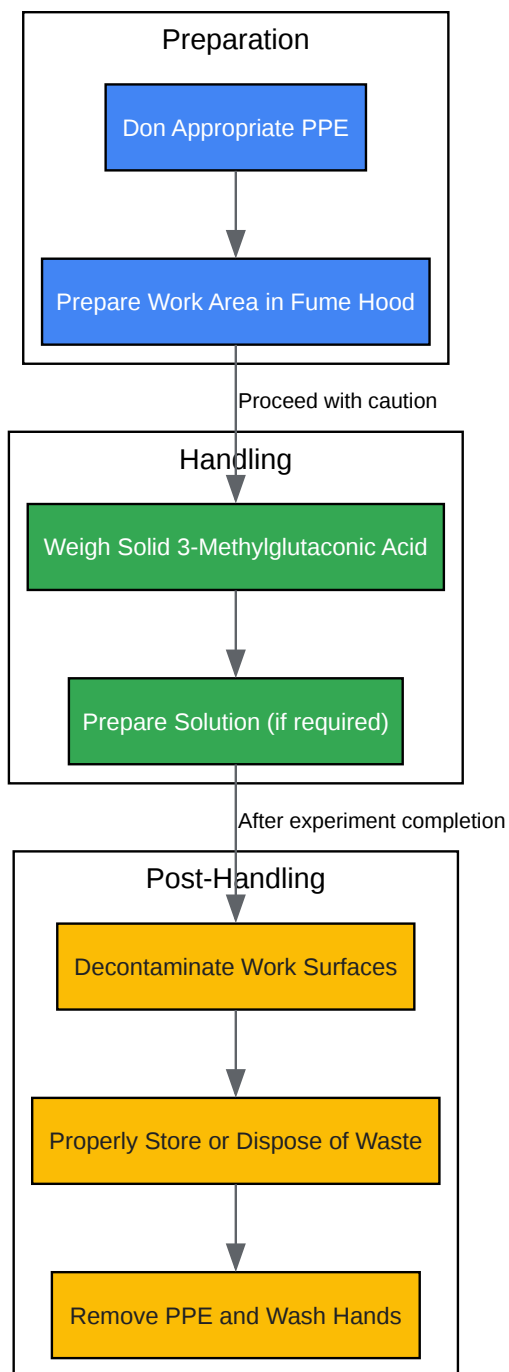 Preparation
Don Appropriate PPE
Prepare Work Area in Fume Hood
Proceed with caution
Handling
Weigh Solid 3-Methylglutaconic Acid
Prepare Solution (if required)
After experiment completion
Post-Handling
Decontaminate Work Surfaces
Properly Store or Dispose of Waste
Remove PPE and Wash Hands